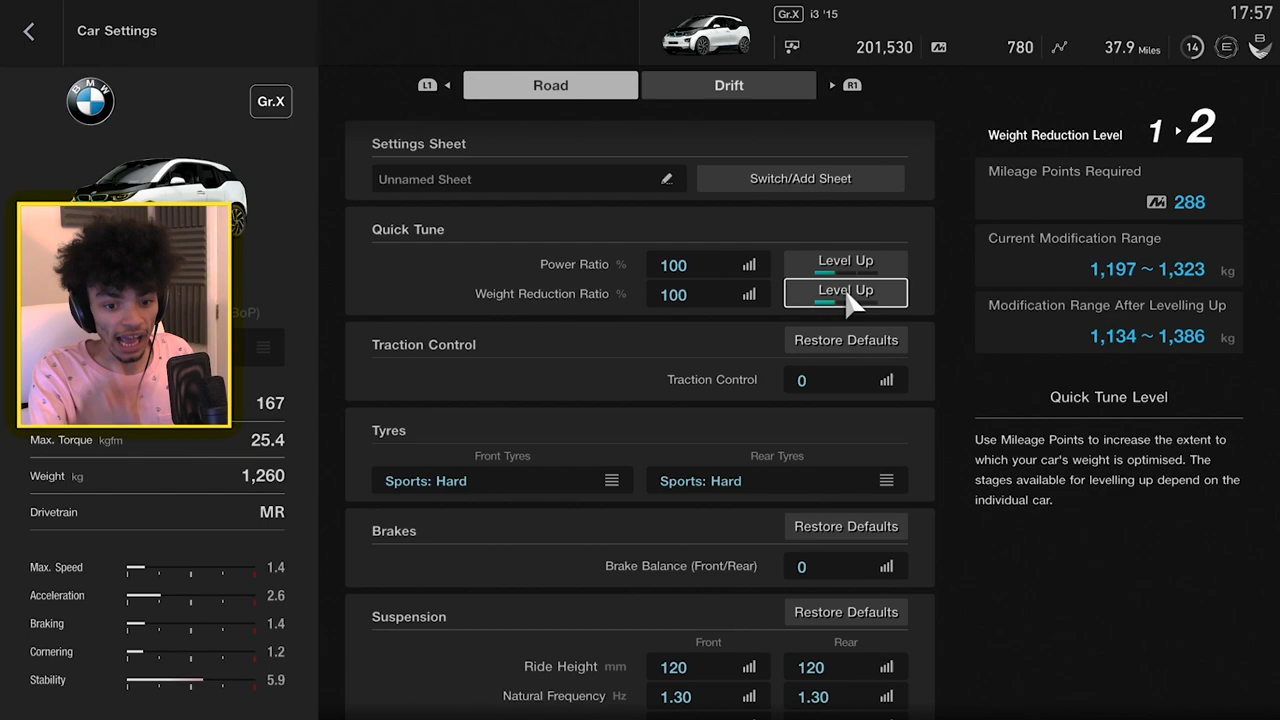 Car Settings
Gr.X i3 '15
17:57
201,530
780
37.9 Miles
14
E
B
BMW
Gr.X
L1
Road
Drift
R1
Settings Sheet
Unnamed Sheet
Switch/Add Sheet
Quick Tune
Power Ratio % 100 Level Up
Weight Reduction Ratio % 100 Level Up
Traction Control Restore Defaults
Traction Control 0
Tyres
Front Tyres Rear Tyres
Sports: Hard Sports: Hard
Brakes Restore Defaults
Brake Balance (Front/Rear) 0
Suspension Restore Defaults
Front Rear
Ride Height mm 120 120
Natural Frequency Hz 1.30 1.30
oP)
167
Max. Torque kgfm 25.4
Weight kg 1,260
Drivetrain MR
Max. Speed 1.4
Acceleration 2.6
Braking 1.4
Cornering 1.2
Stability 5.9
Weight Reduction Level 1 2
Mileage Points Required
M 288
Current Modification Range
1,197 ~ 1,323 kg
Modification Range After Levelling Up
1,134 ~ 1,386 kg
Quick Tune Level
Use Mileage Points to increase the extent to
which your car's weight is optimised. The
stages available for levelling up depend on the
individual car.